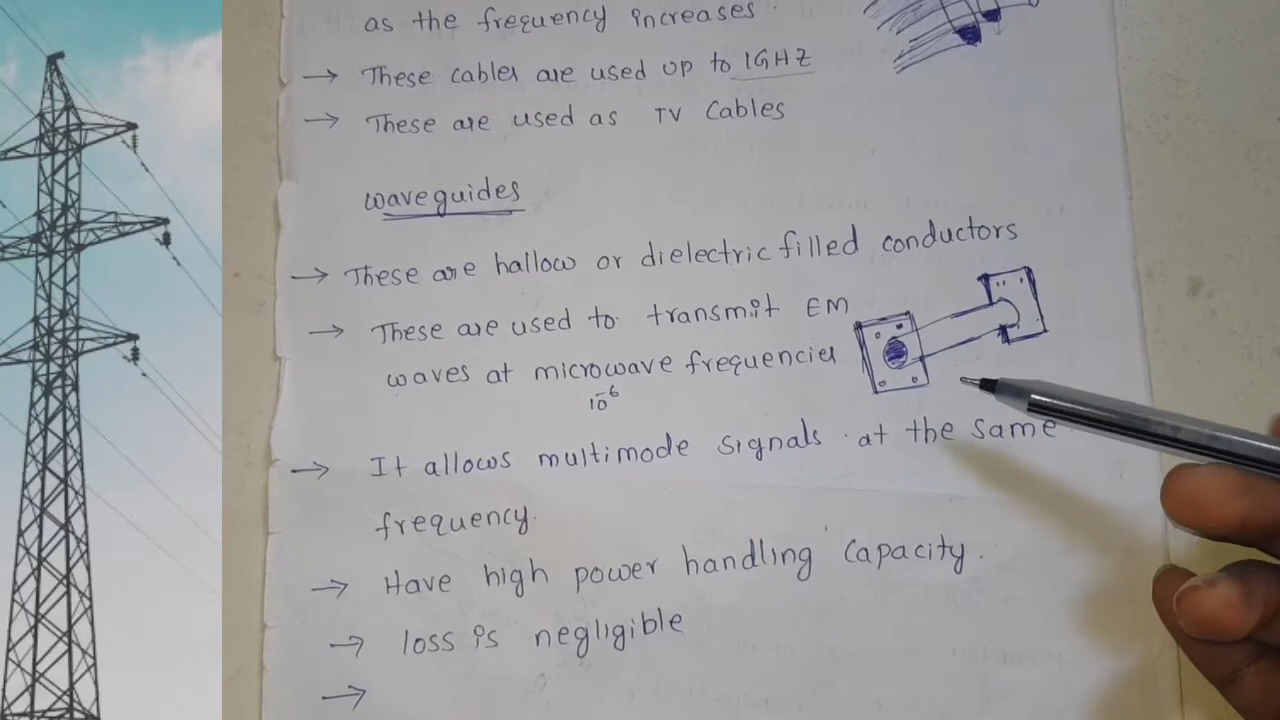 as the frequency increases
→ These cables are used up to 1GHZ
→ These are used as TV Cables
waveguides
→ These are hallow or dielectric filled conductors
→ These are used to transmit EM
waves at microwave frequencies
10⁻⁶
→ It allows multimode signals at the same
frequency.
→ Have high power handling capacity.
→ loss is negligible
→